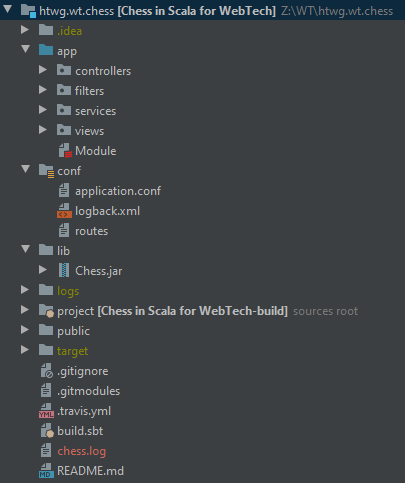 htwg.wt.chess [Chess in Scala for WebTech] Z:\WT\htwg.wt.chess
.idea
app
controllers
filters
services
views
Module
conf
application.conf
logback.xml
routes
lib
Chess.jar
logs
project [Chess in Scala for WebTech-build] sources root
public
target
.gitignore
.gitmodules
.travis.yml
build.sbt
chess.log
README.md